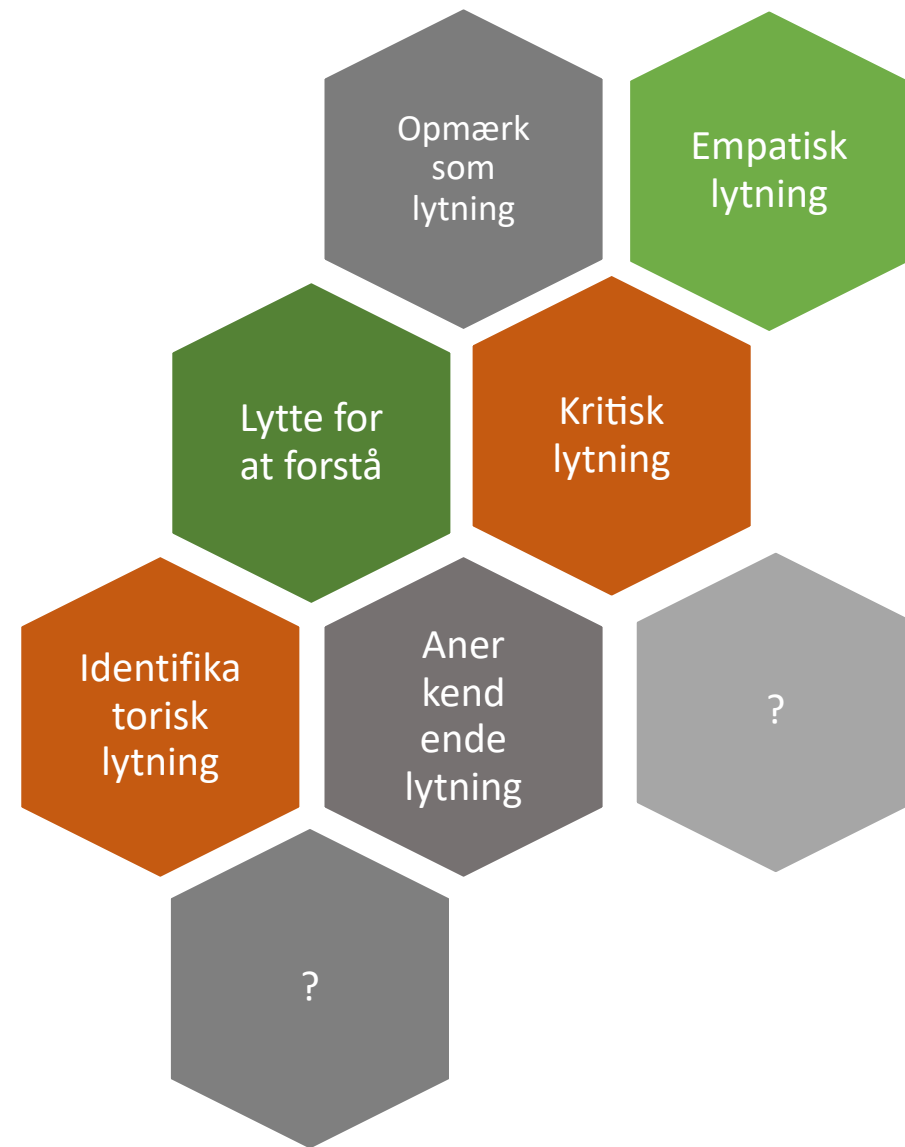 Opmærk
som
lytning
Empatisk
lytning
Lytte for
at forstå
Kritisk
lytning
Identifika
torisk
lytning
Aner
kend
ende
lytning
?
?